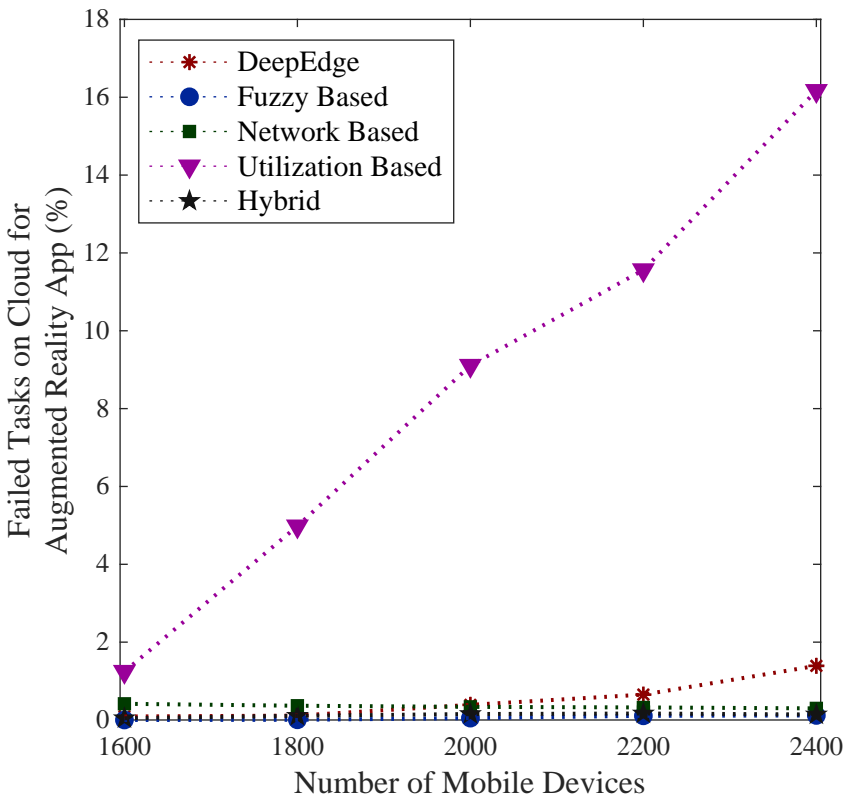 18
16
14
12
10
8
6
4
2
0
DeepEdge
Fuzzy Based
Network Based
Utilization Based
Hybrid
Failed Tasks on Cloud for
Augmented Reality App (%)
1600 1800 2000 2200 2400
Number of Mobile Devices